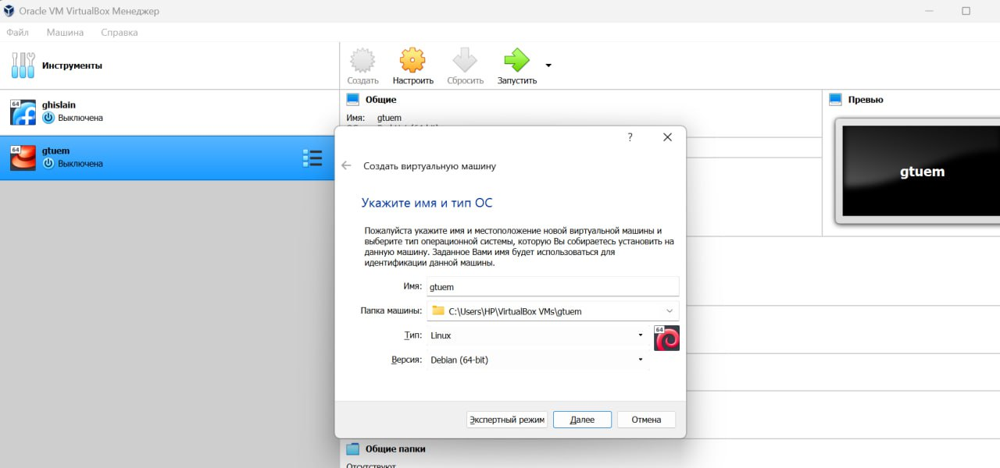 Oracle VM VirtualBox Менеджер
Файл Машина Справка
Инструменты
Создать Настроить Сбросить Запустить
64
ghislain
Выключена
64
gtuem
Выключена
Общие
Имя: gtuem
Превью
gtuem
?
Создать виртуальную машину
Укажите имя и тип ОС
Пожалуйста укажите имя и местоположение новой виртуальной машины и
выберите тип операционной системы, которую Вы собираетесь установить на
данную машину. Заданное Вами имя будет использоваться для
идентификации данной машины.
Имя: gtuem
Папка машины: C:\Users\HP\VirtualBox VMs\gtuem
Тип: Linux
64
Версия: Debian (64-bit)
Экспертный режим Далее Отмена
Общие папки
Отсутствуют